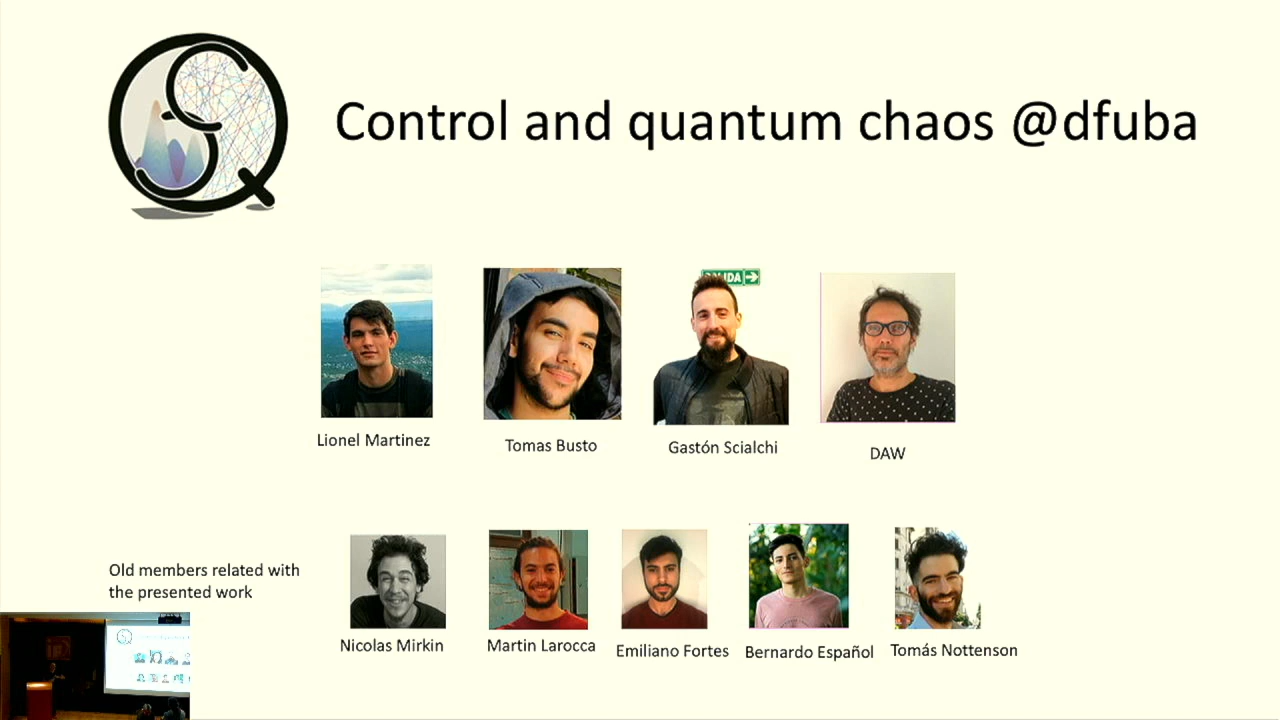 Control and quantum chaos @dfuba
Lionel Martinez
Tomas Busto
Gastón Scialchi
DAW
Old members related with
the presented work
Nicolas Mirkin
Martin Larocca
Emiliano Fortes
Bernardo Español
Tomás Nottenson